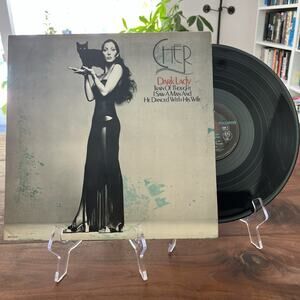 CHER
Dark Lady
Train Of Thought
I Saw A Man And
He Danced With His Wife